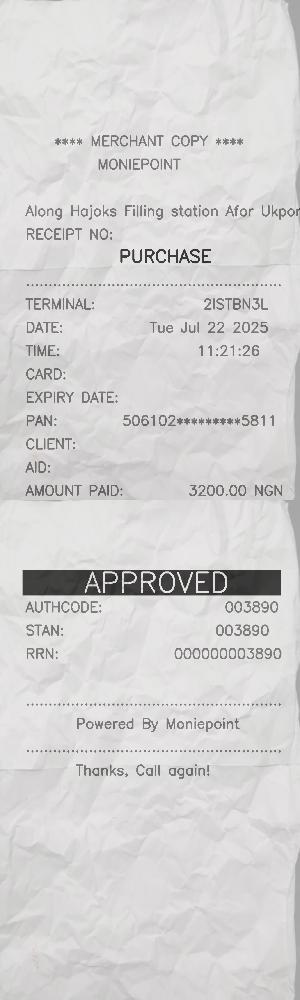 **** MERCHANT COPY ****
MONIEPOINT
Along Hajoks Filling station Afor Ukpor
RECEIPT NO:
PURCHASE
TERMINAL: 2ISTBN3L
DATE: Tue Jul 22 2025
TIME: 11:21:26
CARD:
EXPIRY DATE:
PAN: 506102*********5811
CLIENT:
AID:
AMOUNT PAID: 3200.00 NGN
APPROVED
AUTHCODE: 003890
STAN: 003890
RRN: 000000003890
Powered By Moniepoint
Thanks, Call again!